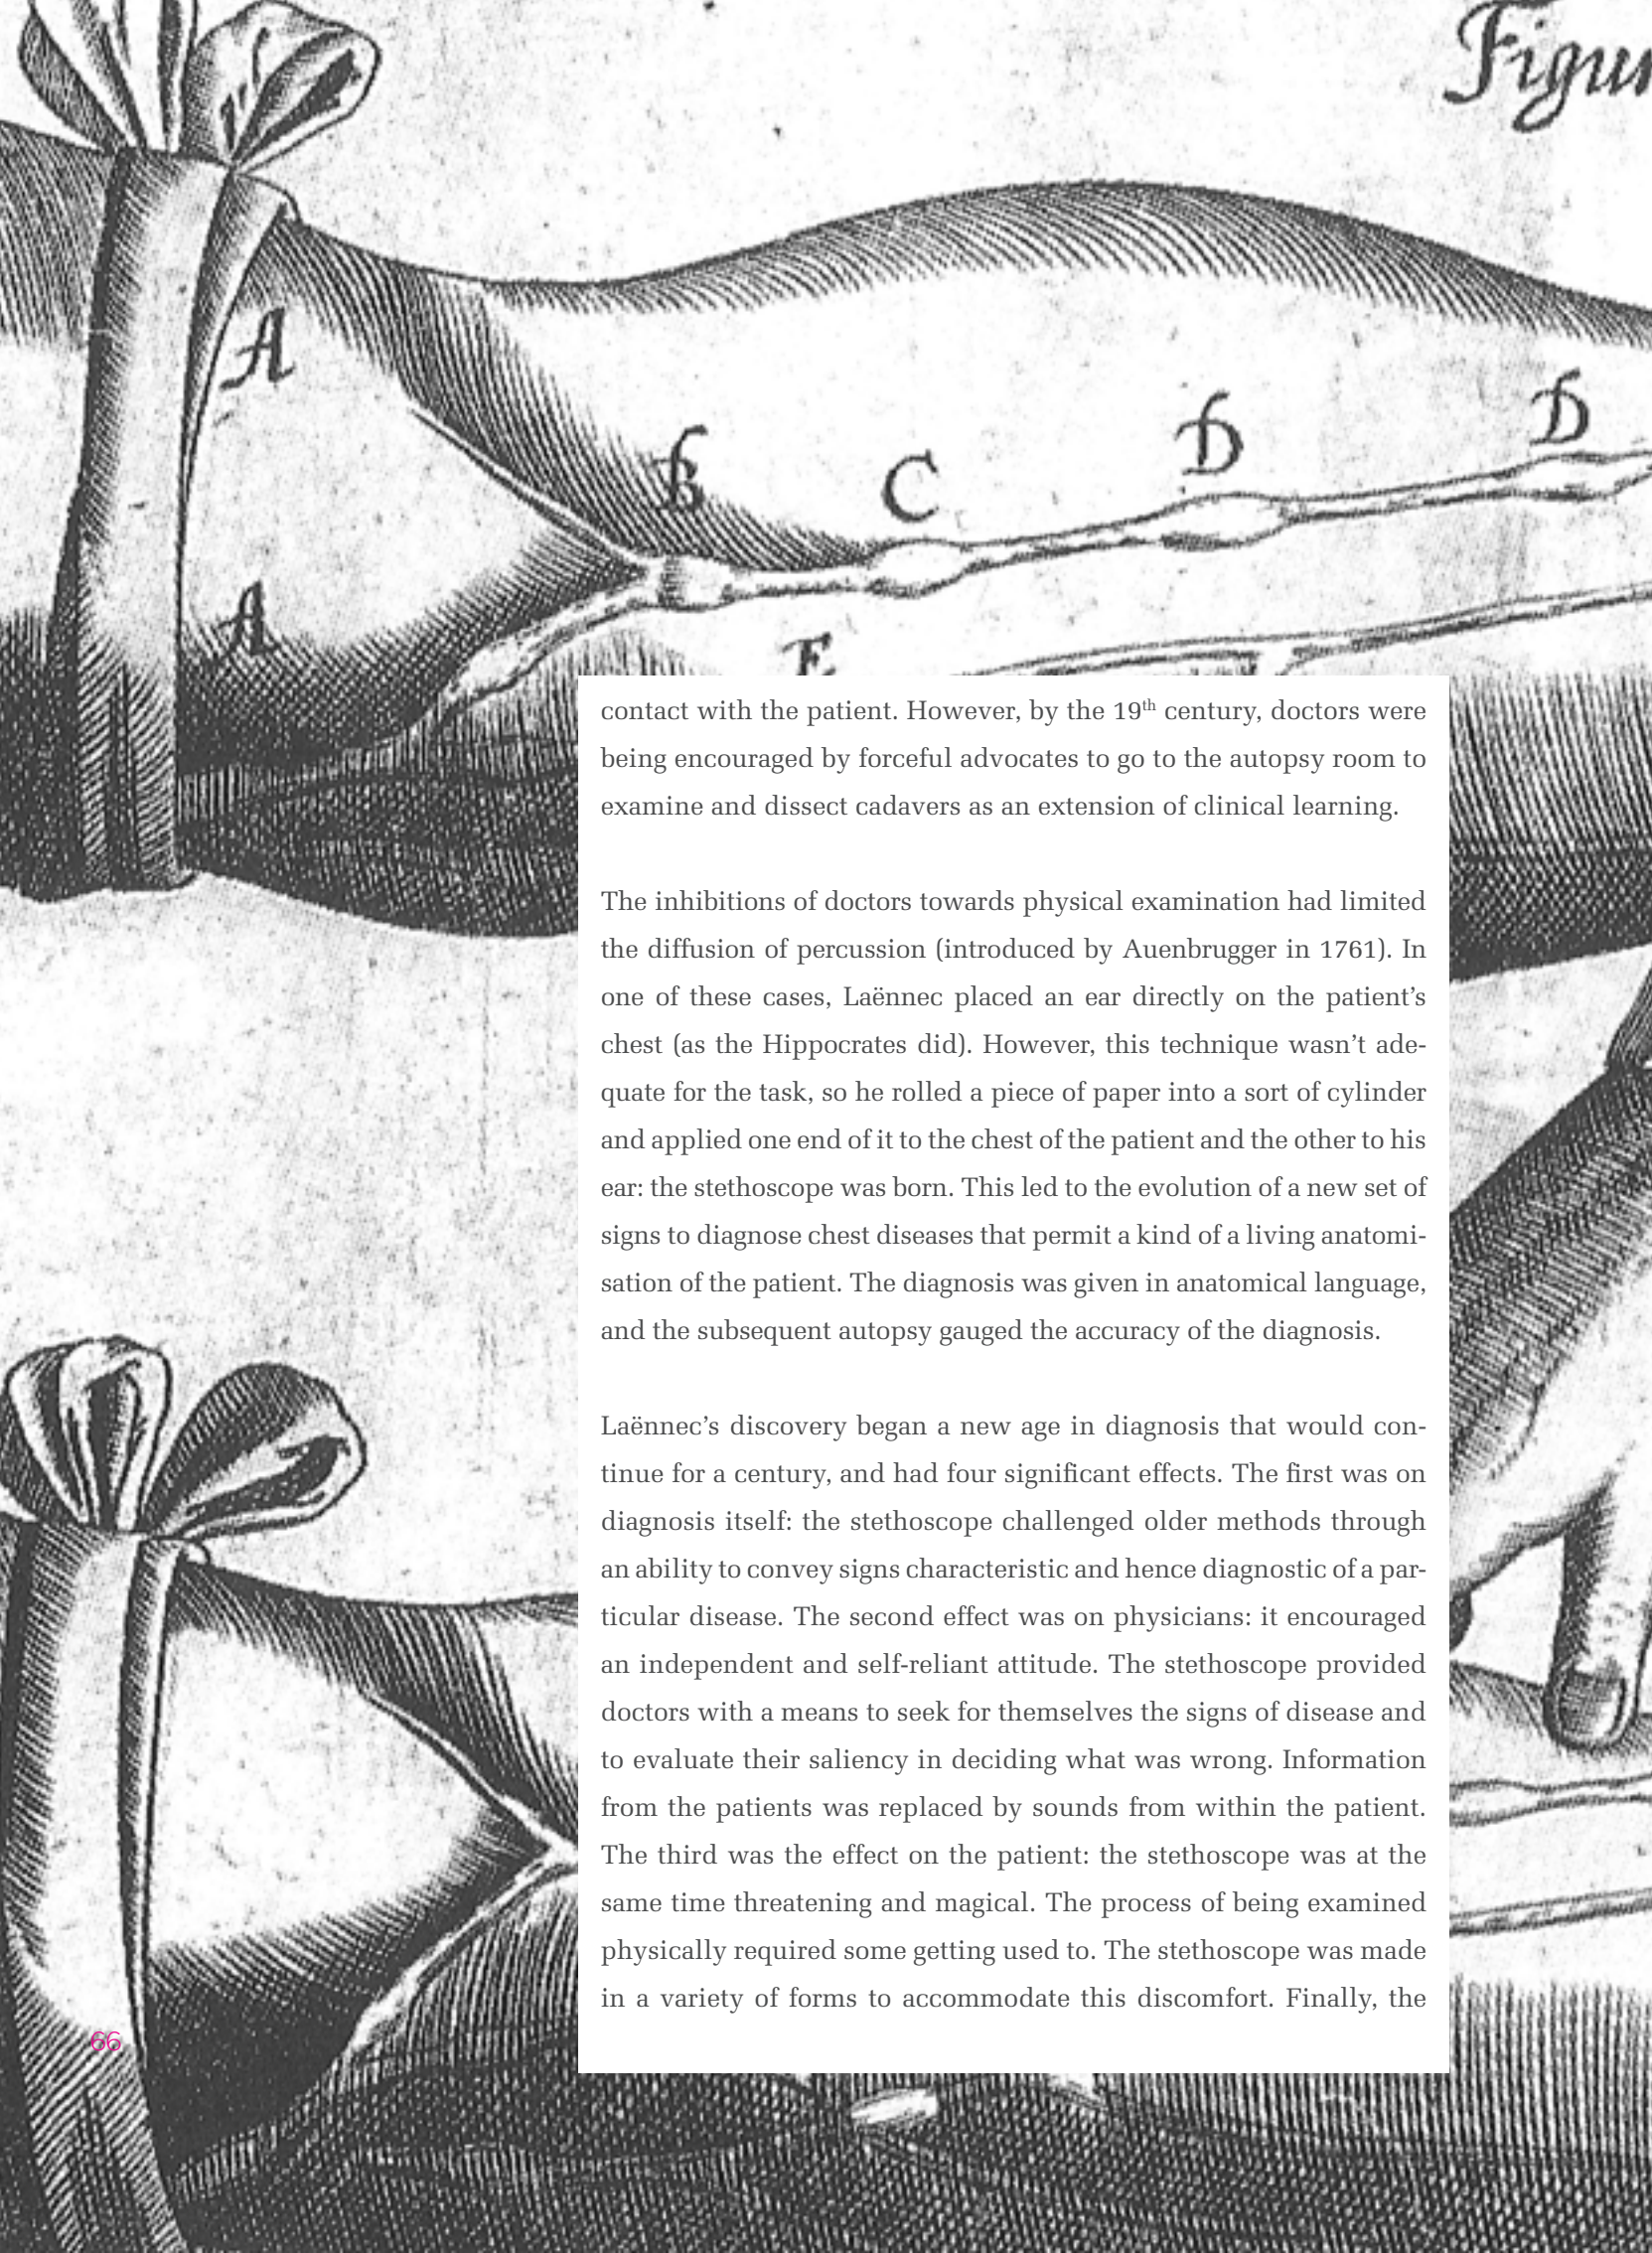 Figur
A
B
C
D
D
A
E
contact with the patient. However, by the 19th century, doctors were
being encouraged by forceful advocates to go to the autopsy room to
examine and dissect cadavers as an extension of clinical learning.
The inhibitions of doctors towards physical examination had limited
the diffusion of percussion (introduced by Auenbrugger in 1761). In
one of these cases, Laënnec placed an ear directly on the patient’s
chest (as the Hippocrates did). However, this technique wasn’t ade-
quate for the task, so he rolled a piece of paper into a sort of cylinder
and applied one end of it to the chest of the patient and the other to his
ear: the stethoscope was born. This led to the evolution of a new set of
signs to diagnose chest diseases that permit a kind of a living anatomi-
sation of the patient. The diagnosis was given in anatomical language,
and the subsequent autopsy gauged the accuracy of the diagnosis.
Laënnec’s discovery began a new age in diagnosis that would con-
tinue for a century, and had four significant effects. The first was on
diagnosis itself: the stethoscope challenged older methods through
an ability to convey signs characteristic and hence diagnostic of a par-
ticular disease. The second effect was on physicians: it encouraged
an independent and self-reliant attitude. The stethoscope provided
doctors with a means to seek for themselves the signs of disease and
to evaluate their saliency in deciding what was wrong. Information
from the patients was replaced by sounds from within the patient.
The third was the effect on the patient: the stethoscope was at the
same time threatening and magical. The process of being examined
physically required some getting used to. The stethoscope was made
in a variety of forms to accommodate this discomfort. Finally, the
66